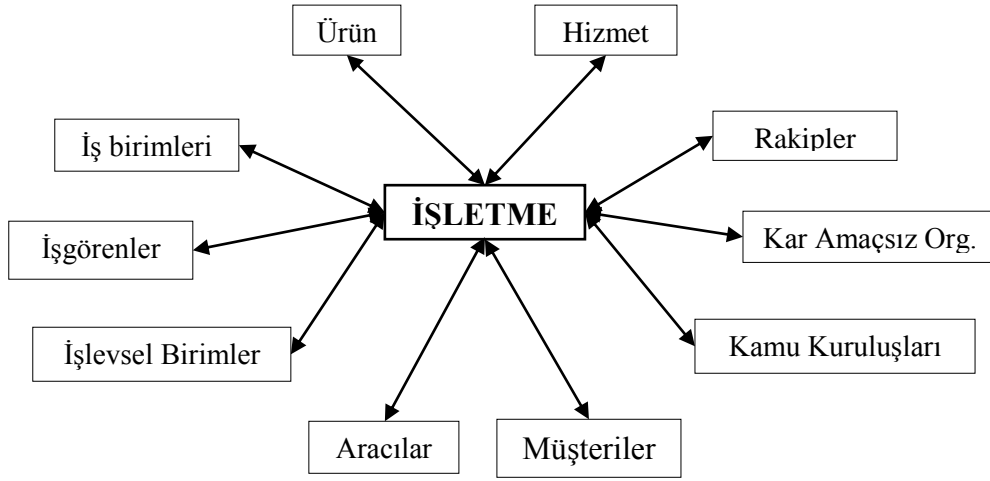 Ürün
Hizmet
İş birimleri
Rakipler
İŞLETME
İşgörenler
Kar Amaçsız Org.
İşlevsel Birimler
Kamu Kuruluşları
Aracılar
Müşteriler